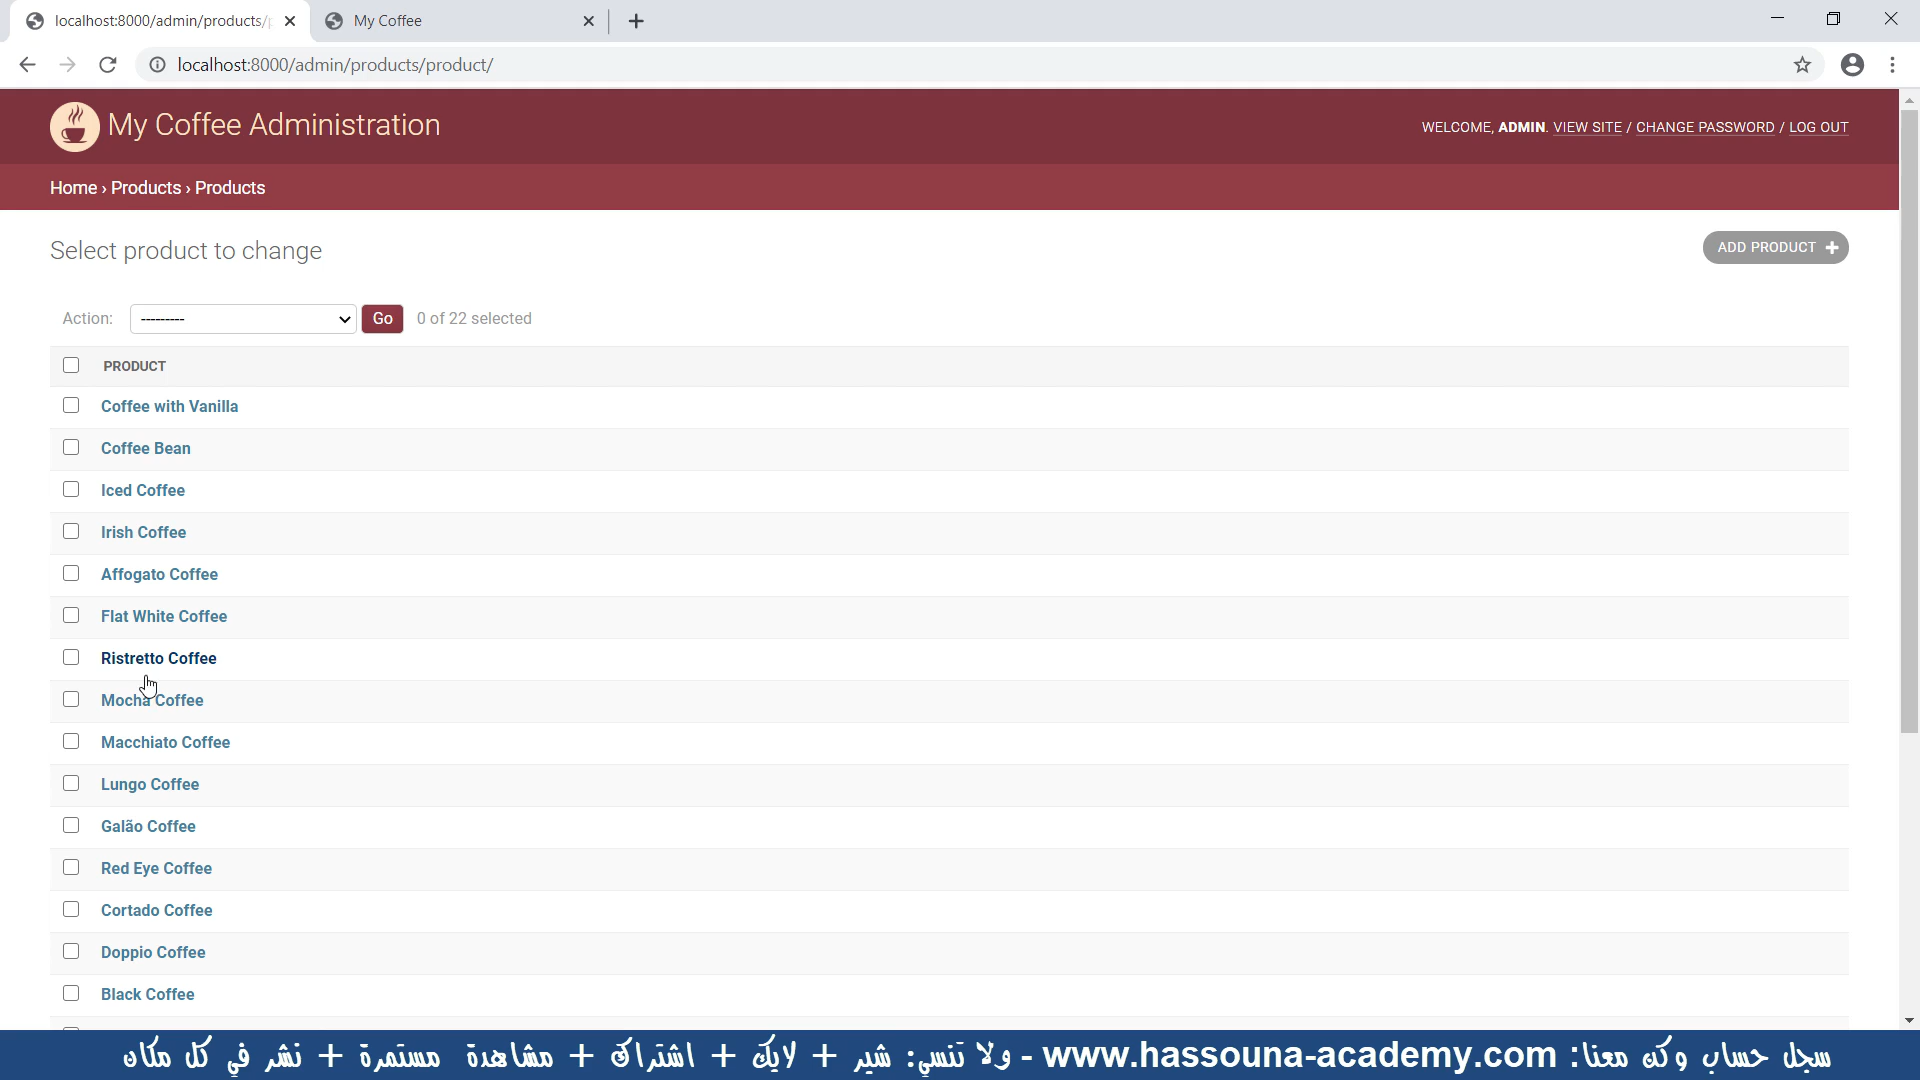 localhost:8000/admin/products/p
My Coffee
localhost:8000/admin/products/product/
My Coffee Administration
WELCOME, ADMIN. VIEW SITE / CHANGE PASSWORD / LOG OUT
Home › Products › Products
Select product to change
ADD PRODUCT +
Action: --------- Go 0 of 22 selected
PRODUCT
Coffee with Vanilla
Coffee Bean
Iced Coffee
Irish Coffee
Affogato Coffee
Flat White Coffee
Ristretto Coffee
Mocha Coffee
Macchiato Coffee
Lungo Coffee
Galão Coffee
Red Eye Coffee
Cortado Coffee
Doppio Coffee
Black Coffee
سجل حساب وكن معنا: www.hassouna-academy.com - ولا تنسى: شير + لايك + اشتراك + مشاهدة مستمرة + نشر في كل مكان